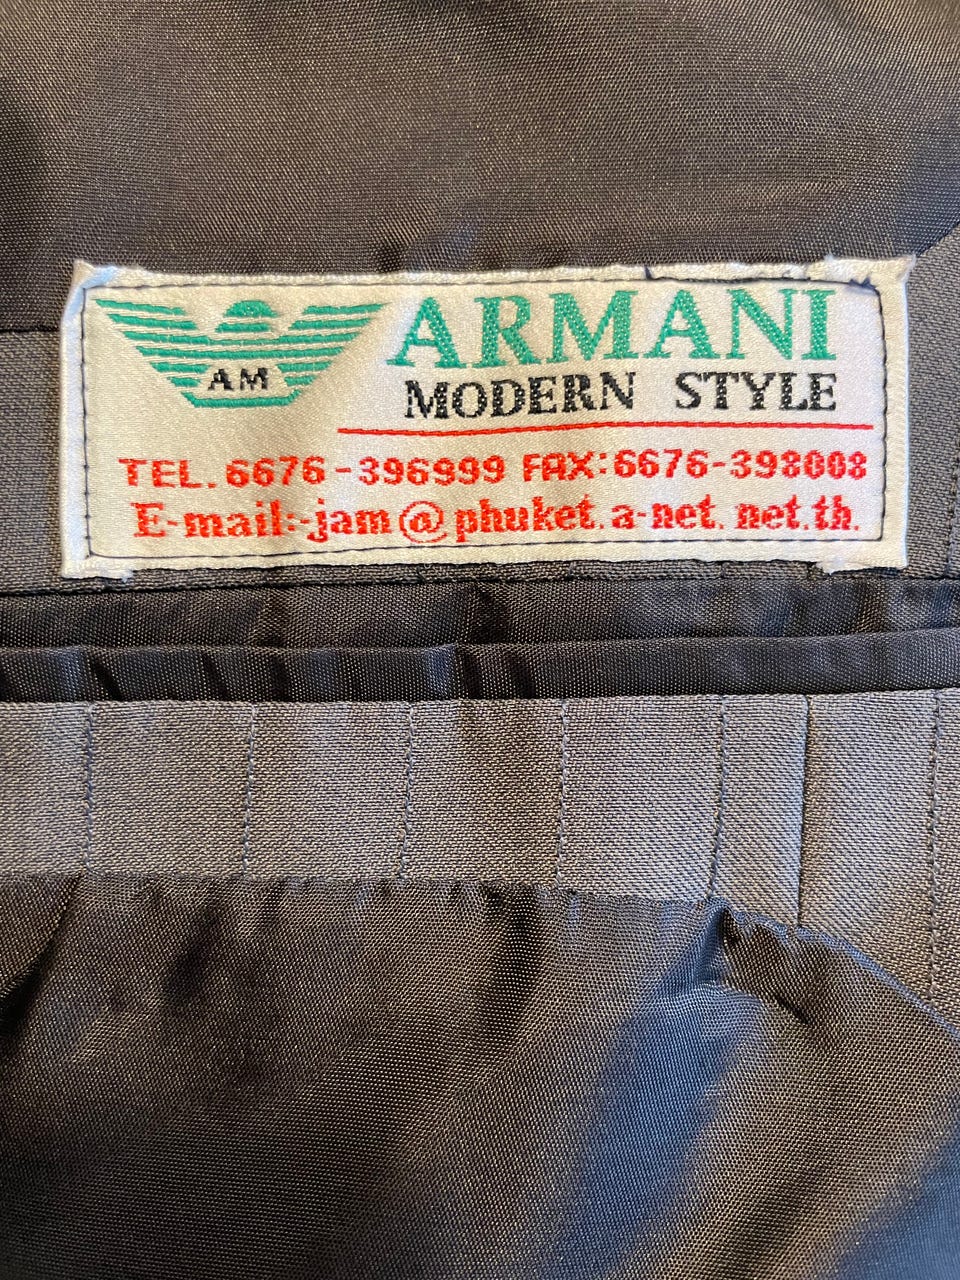 AM
ARMANI
MODERN STYLE
TEL. 6676-396999 FAX:6676-398008
E-mail:-jam@phuket.a-net.net.th.